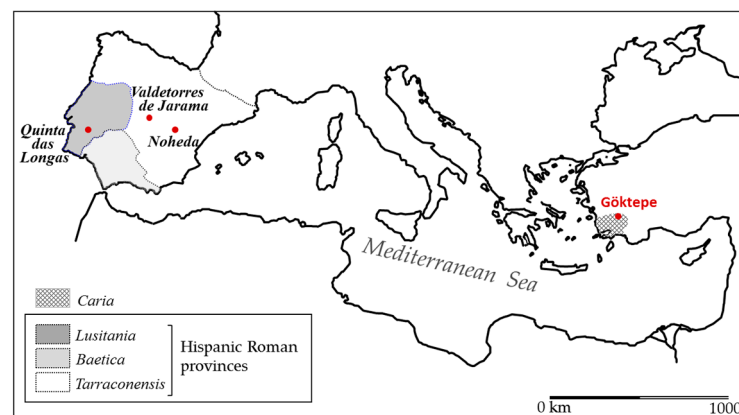 Valdetorres
de Jarama
Quinta
das
Longas
Noheda
Göktepe
Mediterranean Sea
Caria
Lusitania
Baetica
Tarraconensis
Hispanic Roman
provinces
0 km
1000